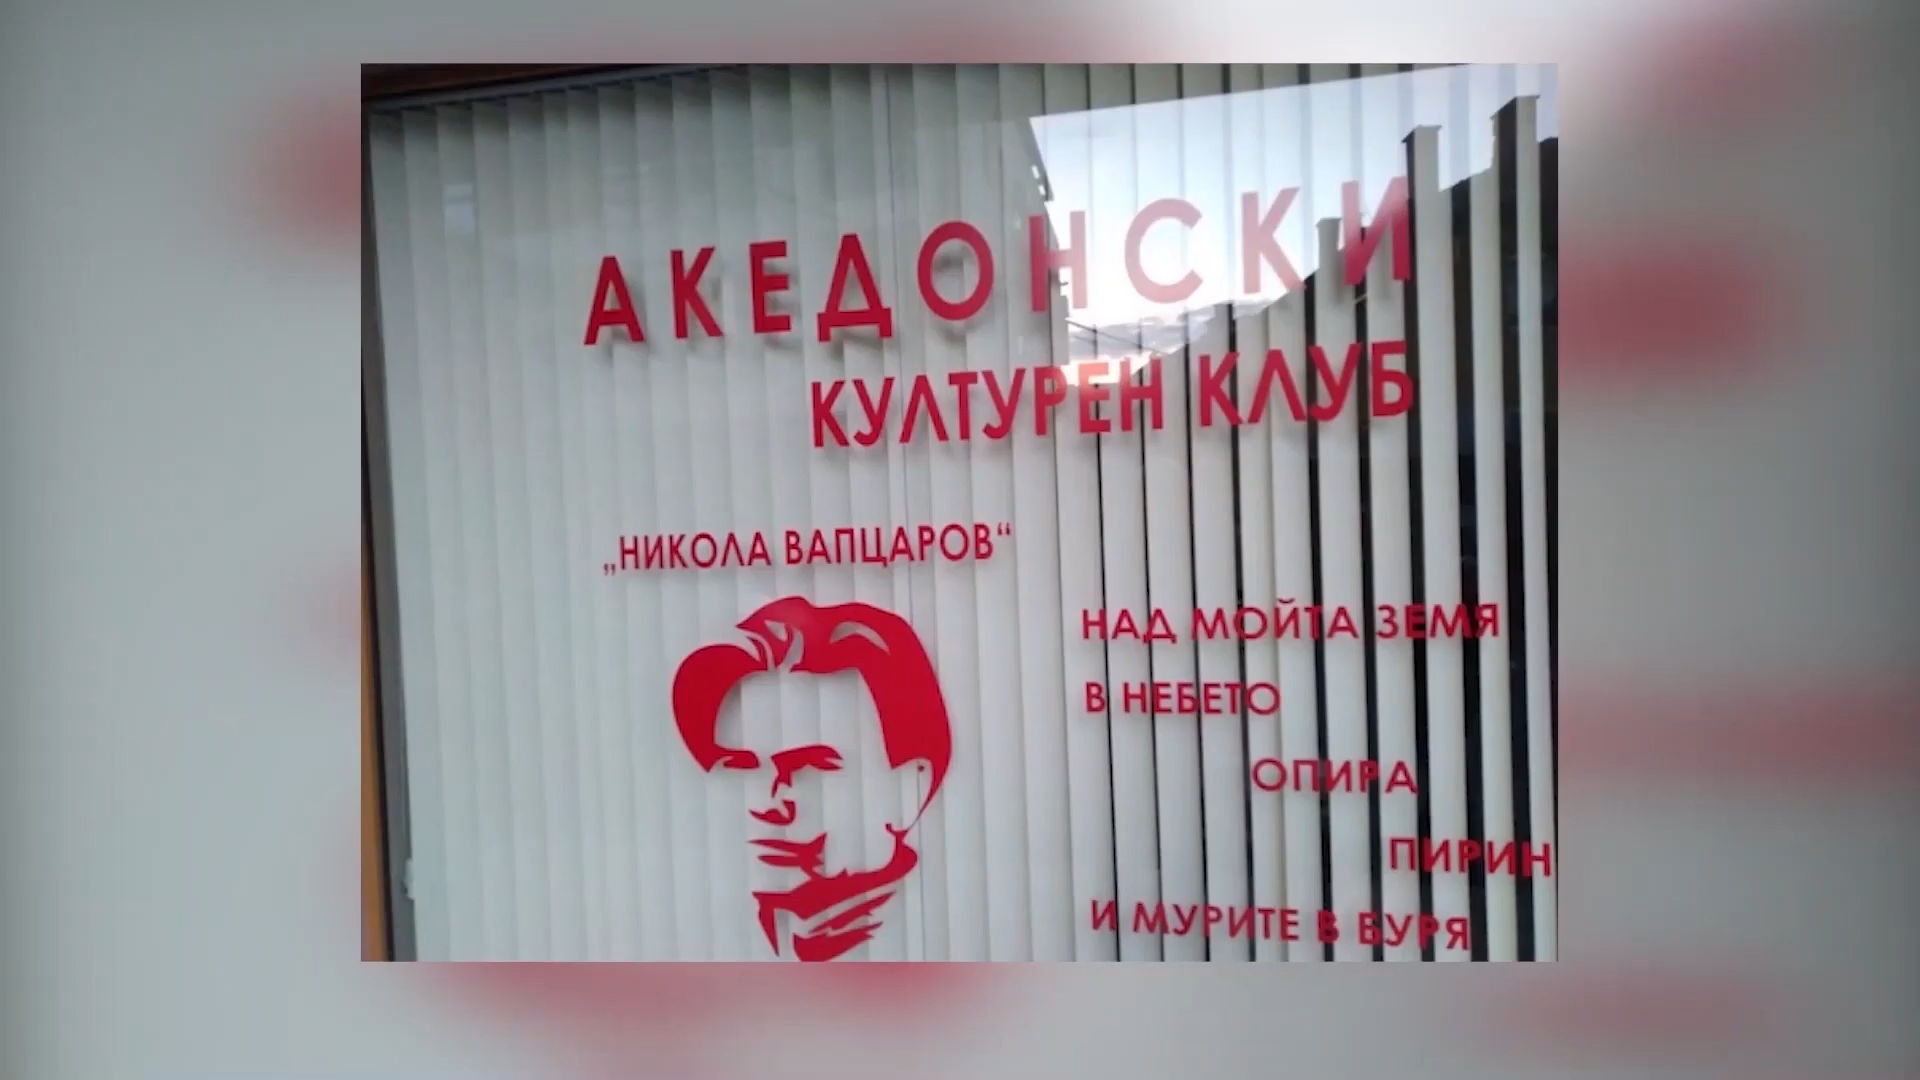 АКЕДОНСКИ
КУЛТУРЕН КЛУБ
„НИКОЛА ВАПЦАРОВ“
НАД МОЙТА ЗЕМЯ
В НЕБЕТО
ОПИРА
ПИРИН
И МУРИТЕ В БУРЯ